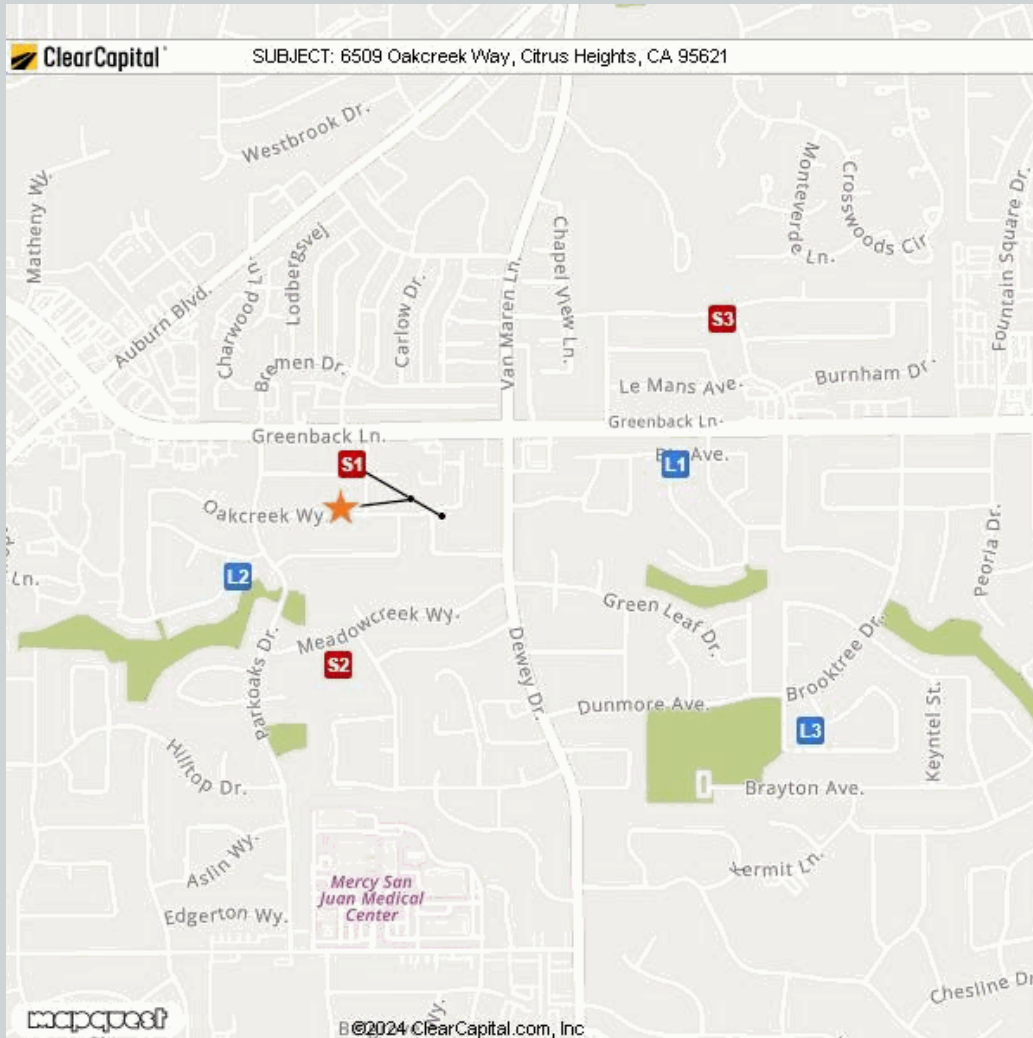 ClearCapital
SUBJECT: 6509 Oakcreek Way, Citrus Heights, CA 95621
Westbrook Dr.
Matheny Wy.
Monteverde Ln.
Crosswoods Cir
Fountain Square Dr.
Lodbergsvej
Chapel View Ln.
Charwood Ln.
Carlow Dr.
Auburn Blvd.
Van Maren Ln.
S3
Bremen Dr.
Le Mans Ave.
Burnham Dr.
Greenback Ln.
Greenback Ln.
S1
L1
Ave.
Oakcreek Wy.
Peoria Dr.
Ln.
L2
Green Leaf Dr.
Meadowcreek Wy.
S2
Parkoaks Dr.
Dewey Dr.
Brooktree Dr.
Dunmore Ave.
L3
Keyntel St.
Hilltop Dr.
Brayton Ave.
Aslin Wy.
Kermit Ln.
Mercy San
Juan Medical
Center
Edgerton Wy.
Chesline Dr
mapquest
©2024 ClearCapital.com, Inc